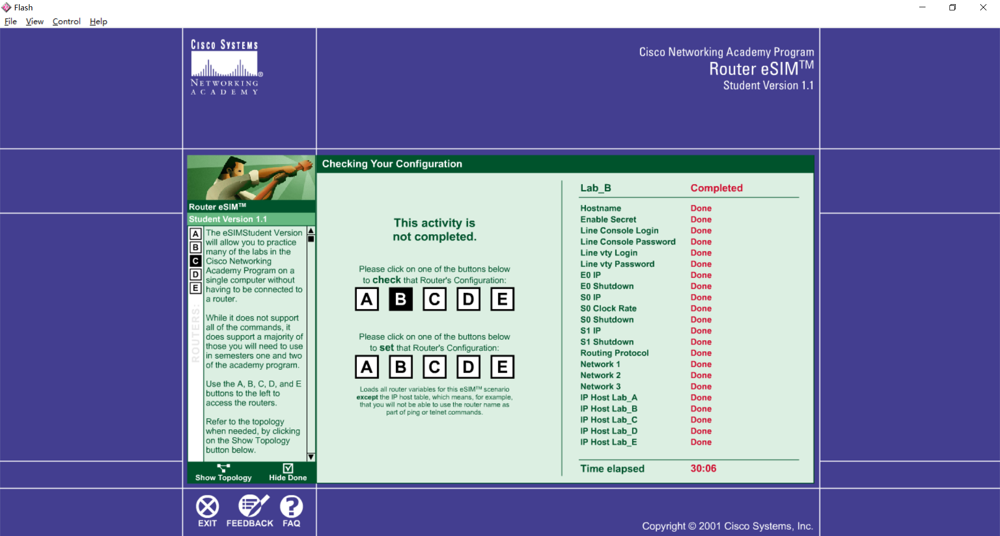 Flash
File View Control Help
CISCO SYSTEMS
®
NETWORKING
ACADEMY
Cisco Networking Academy Program
Router eSIM™
Student Version 1.1
Router eSIM™
Student Version 1.1
A
B
C
D
E
ROUTERS:
The eSIMStudent Version
will allow you to practice
many of the labs in the
Cisco Networking
Academy Program on a
single computer without
having to be connected to
a router.
While it does not support
all of the commands, it
does support a majority of
those you will need to use
in semesters one and two
of the academy program.
Use the A, B, C, D, and E
buttons to the left to
access the routers.
Refer to the topology
when needed, by clicking
on the Show Topology
button below.
Show Topology
Hide Done
Checking Your Configuration
This activity is
not completed.
Please click on one of the buttons below
to check that Router's Configuration:
A B C D E
Please click on one of the buttons below
to set that Router's Configuration:
A B C D E
Loads all router variables for this eSIM™ scenario
except the IP host table, which means, for example,
that you will not be able to use the router name as
part of ping or telnet commands.
Lab_B Completed
Hostname Done
Enable Secret Done
Line Console Login Done
Line Console Password Done
Line vty Login Done
Line vty Password Done
E0 IP Done
E0 Shutdown Done
S0 IP Done
S0 Clock Rate Done
S0 Shutdown Done
S1 IP Done
S1 Shutdown Done
Routing Protocol Done
Network 1 Done
Network 2 Done
Network 3 Done
IP Host Lab_A Done
IP Host Lab_B Done
IP Host Lab_C Done
IP Host Lab_D Done
IP Host Lab_E Done
Time elapsed 30:06
EXIT
FEEDBACK
?
FAQ
Copyright © 2001 Cisco Systems, Inc.